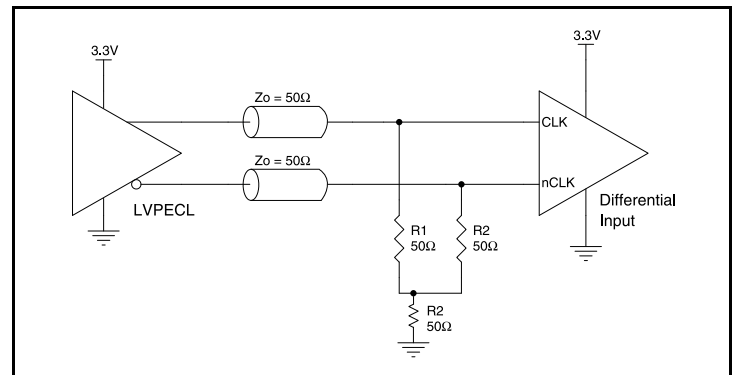 3.3V
3.3V
Zo = 50Ω
CLK
Zo = 50Ω
nCLK
LVPECL
Differential
Input
R1
50Ω
R2
50Ω
R2
50Ω